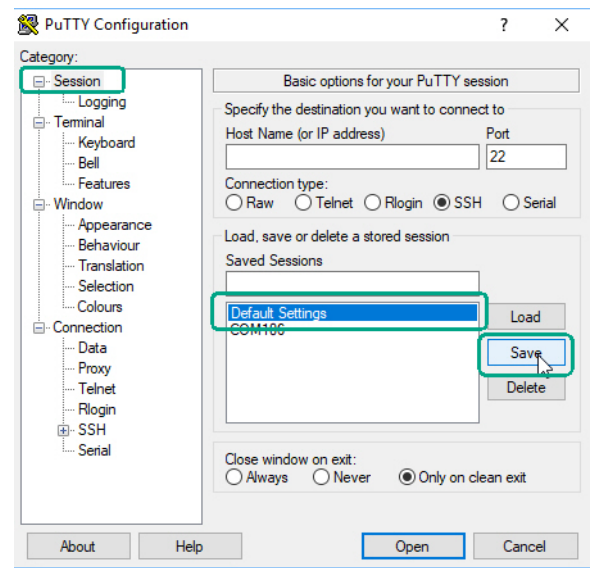 PuTTY Configuration ? ×
Category:
Session
Logging
Terminal
Keyboard
Bell
Features
Window
Appearance
Behaviour
Translation
Selection
Colours
Connection
Data
Proxy
Telnet
Rlogin
SSH
Serial
Basic options for your PuTTY session
Specify the destination you want to connect to
Host Name (or IP address) Port
22
Connection type:
Raw Telnet Rlogin SSH Serial
Load, save or delete a stored session
Saved Sessions
Default Settings
COM186
Load
Save
Delete
Close window on exit:
Always Never Only on clean exit
About Help Open Cancel